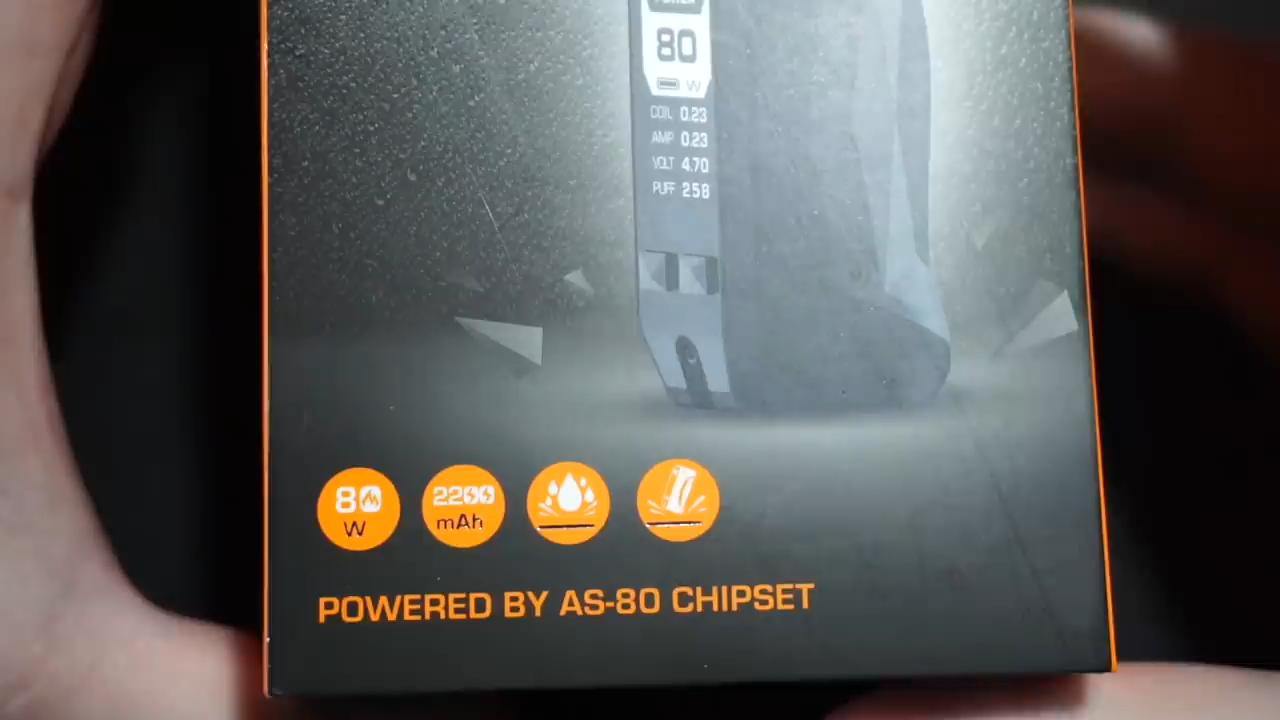 80
W
COIL 0.23
AMP 0.23
VOLT 4.70
PUFF 258
80
W
2200
mAh
POWERED BY AS-80 CHIPSET